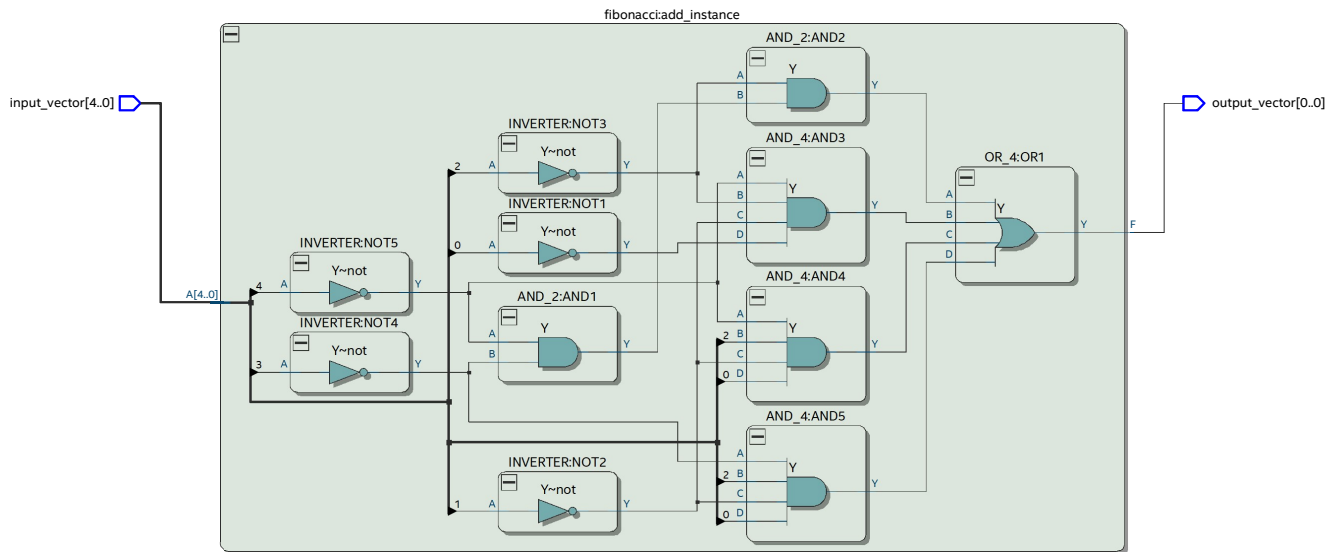 fibonacci:add_instance
input_vector[4..0]
A[4..0]
INVERTER:NOT5
4
A
Y~not
Y
INVERTER:NOT4
3
A
Y~not
Y
INVERTER:NOT3
2
A
Y~not
Y
INVERTER:NOT1
0
A
Y~not
Y
AND_2:AND1
A
B
Y
Y
INVERTER:NOT2
1
A
Y~not
Y
AND_2:AND2
A
B
Y
Y
AND_4:AND3
A
B
C
D
Y
Y
AND_4:AND4
A
2 B
C
0 D
Y
Y
AND_4:AND5
A
2 B
C
0 D
Y
Y
OR_4:OR1
A
B
C
D
Y
Y
F
output_vector[0..0]